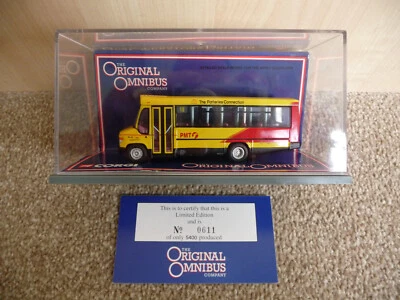 THE
ORIGINAL
OMNIBUS
COMPANY
The Potteries Connection
PMT
CORGI
ORIGINAL OMNIBUS
This is to certify that this is a
Limited Edition
and is
No 0611
of only 5400 produced
THE
ORIGINAL
OMNIBUS
COMPANY